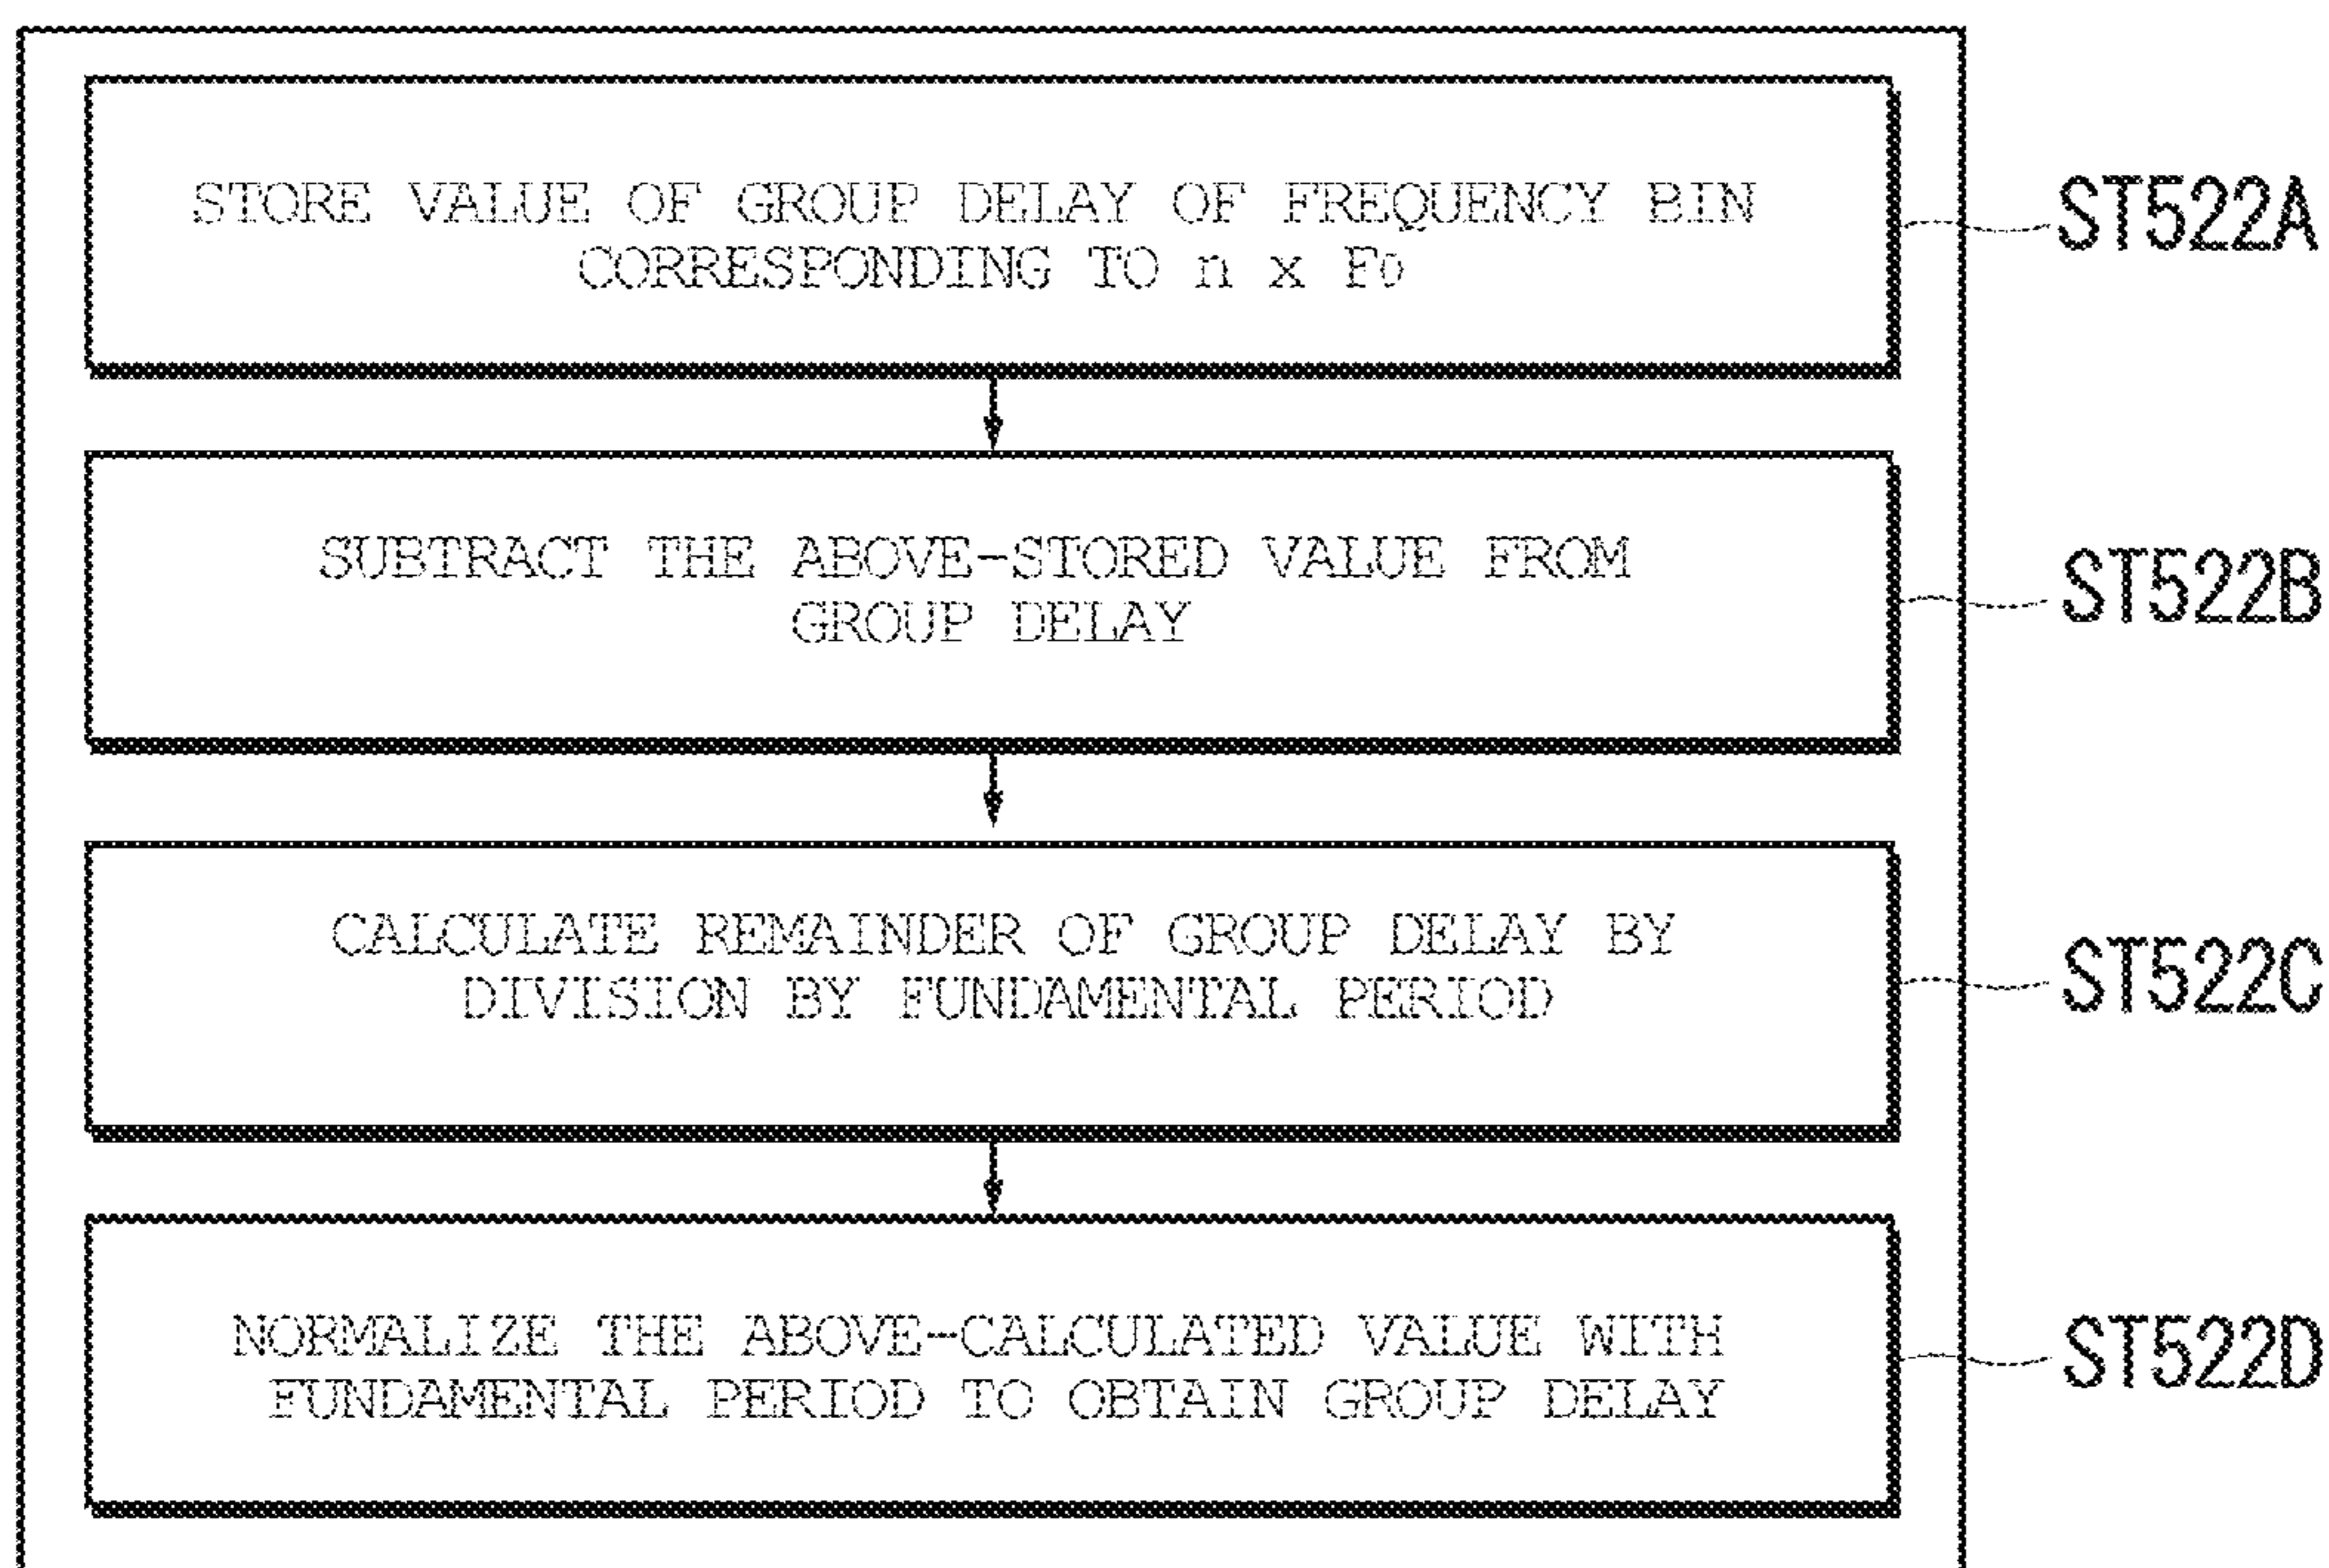 STORE VALUE OF GROUP DELAY OF FREQUENCY BIN
CORRESPONDING TO n x F0
ST522A
SUBTRACT THE ABOVE-STORED VALUE FROM
GROUP DELAY
ST522B
CALCULATE REMAINDER OF GROUP DELAY BY
DIVISION BY FUNDAMENTAL PERIOD
ST522C
NORMALIZE THE ABOVE-CALCULATED VALUE WITH
FUNDAMENTAL PERIOD TO OBTAIN GROUP DELAY
ST522D